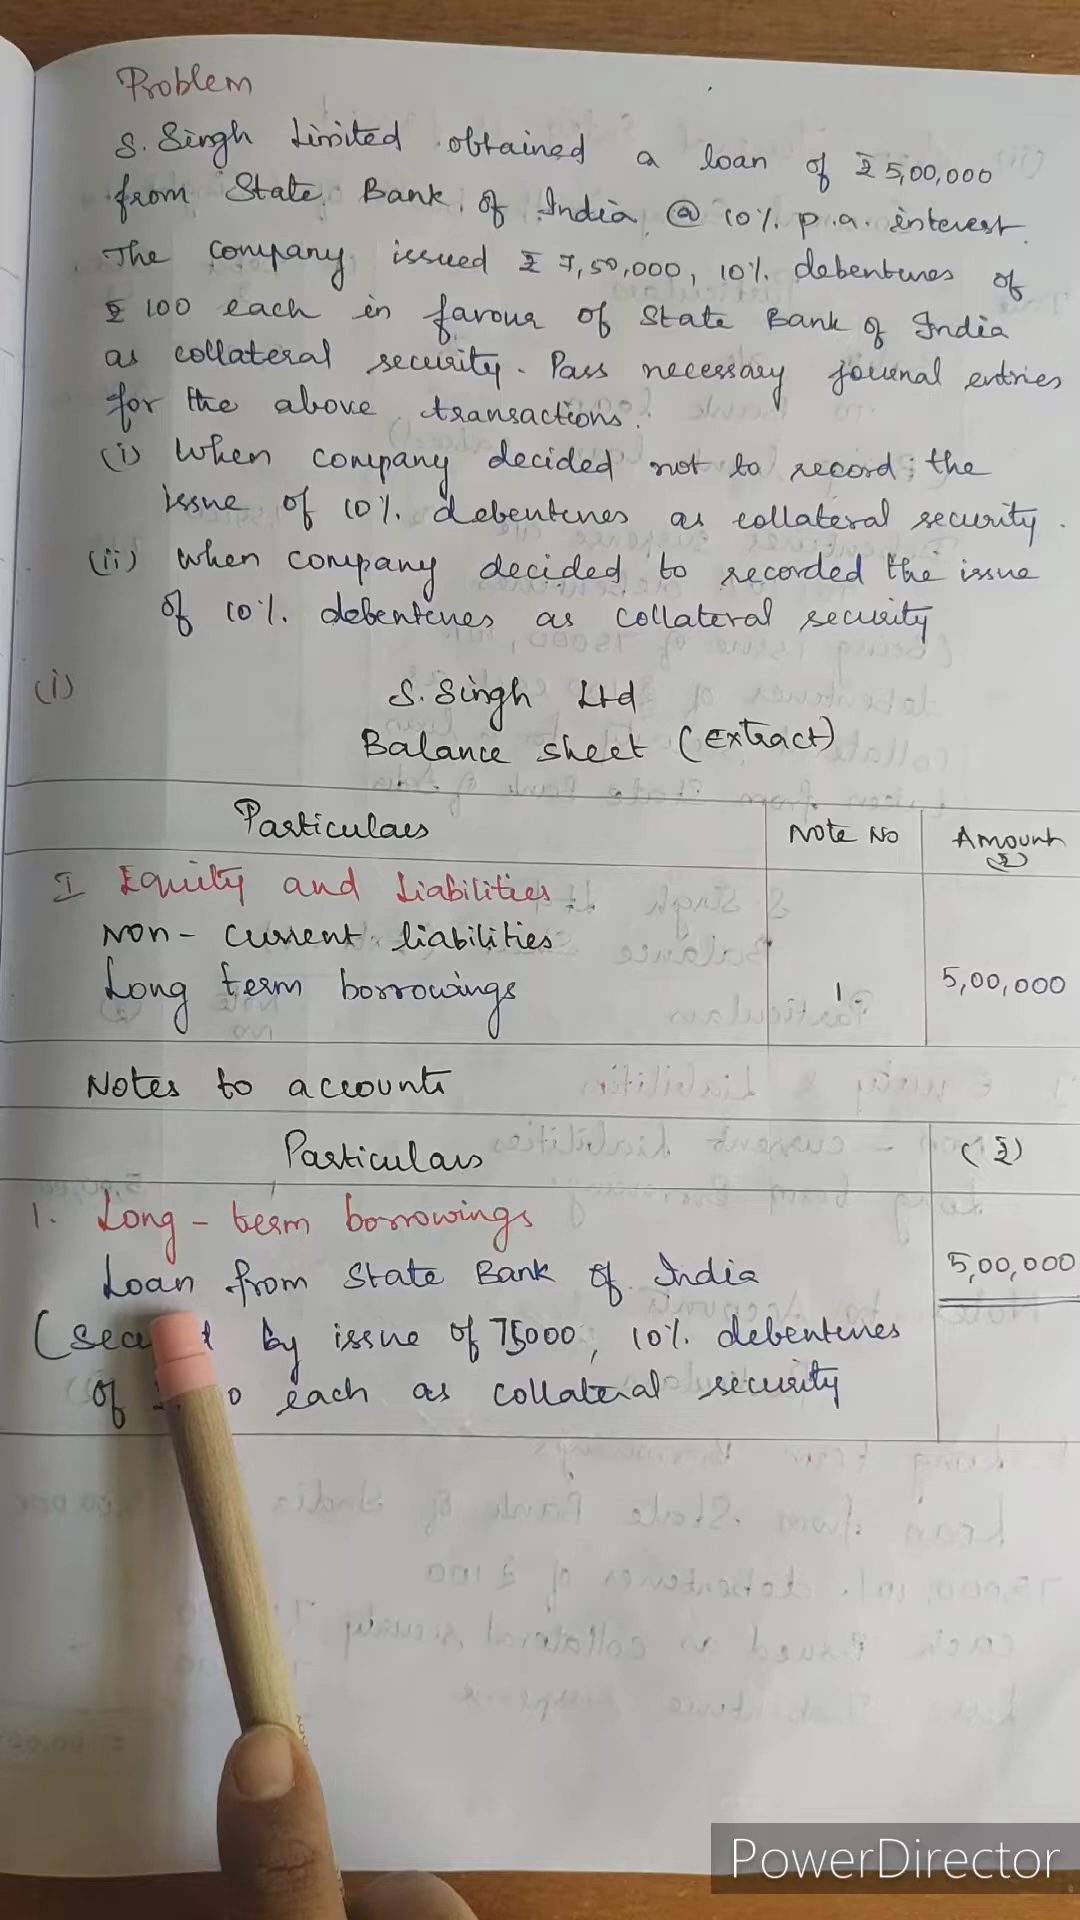 Problem
S. Singh Limited obtained a loan of ₹ 5,00,000
from State Bank of India @ 10% p.a. interest.
The company issued ₹ 7,50,000, 10% debentures of
₹ 100 each in favour of State Bank of India
as collateral security. Pass necessary journal entries
for the above transactions.
(i) When company decided not to record the
issue of 10% debentures as collateral security.
(ii) When company decided to recorded the issue
of 10% debentures as collateral security
(i) S. Singh Ltd
Balance sheet (extract)
Particulars Note No Amount (₹)
I Equity and Liabilities
Non-current liabilities
Long term borrowings 1. 5,00,000
Notes to accounts
Particulars (₹)
1. Long-term borrowings
Loan from State Bank of India 5,00,000
by issue of 75000, 10% debentures
of each as collateral security
PowerDirector